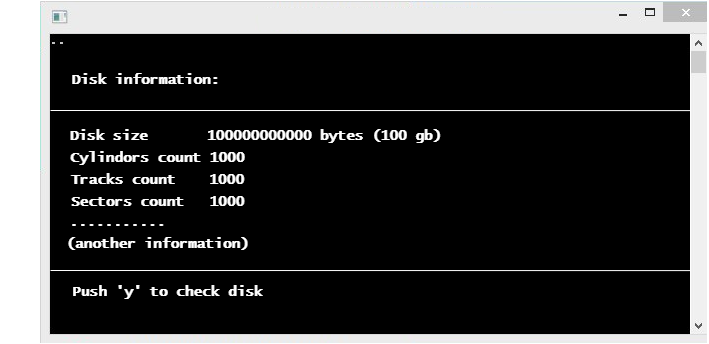 ..
Disk information:
Disk size 100000000000 bytes (100 gb)
Cylindors count 1000
Tracks count 1000
Sectors count 1000
...........
(another information)
Push 'y' to check disk